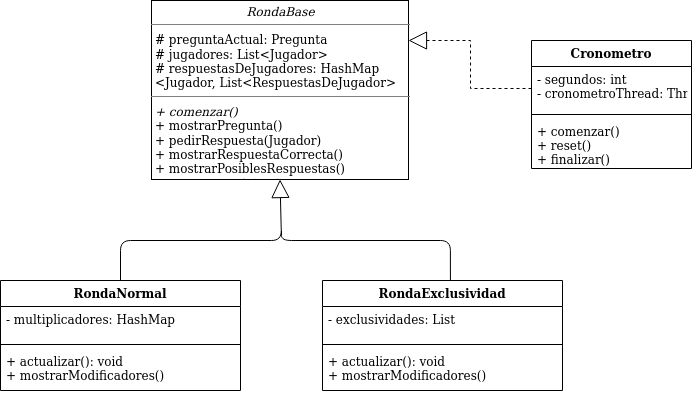 RondaBase
# preguntaActual: Pregunta
# jugadores: List<Jugador>
# respuestasDeJugadores: HashMap
<Jugador, List<RespuestasDeJugador>
+ comenzar()
+ mostrarPregunta()
+ pedirRespuesta(Jugador)
+ mostrarRespuestaCorrecta()
+ mostrarPosiblesRespuestas()
Cronometro
- segundos: int
- cronometroThread: Thr
+ comenzar()
+ reset()
+ finalizar()
RondaNormal
- multiplicadores: HashMap
+ actualizar(): void
+ mostrarModificadores()
RondaExclusividad
- exclusividades: List
+ actualizar(): void
+ mostrarModificadores()